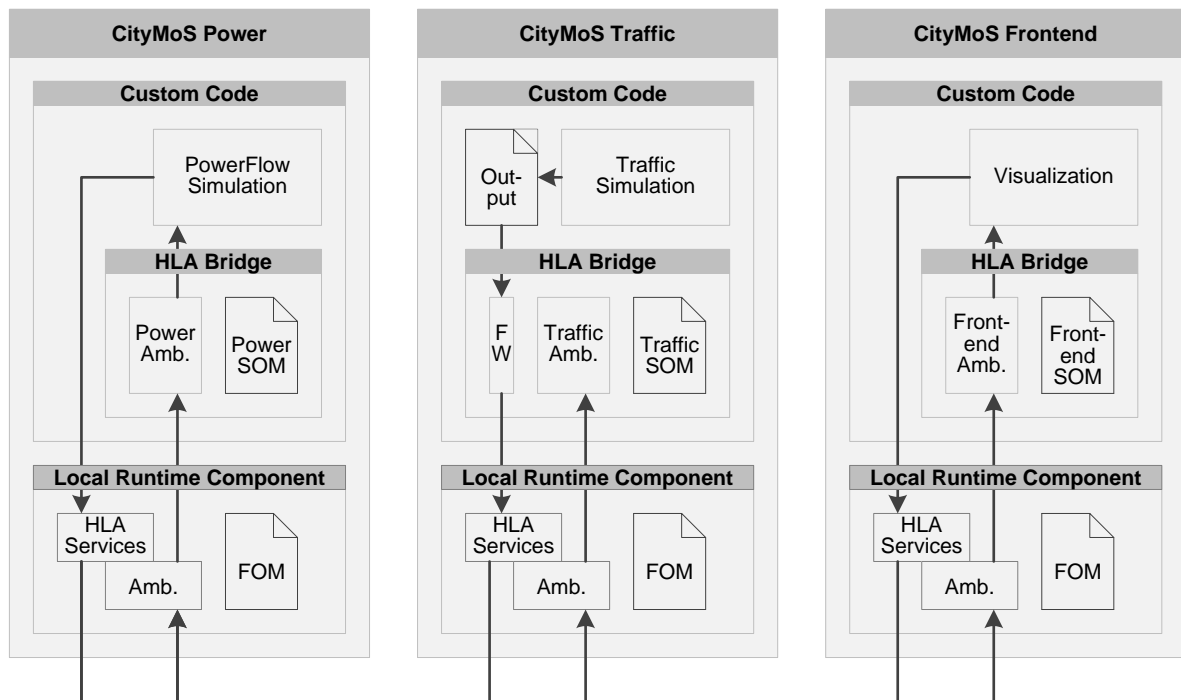 CityMoS Power
Custom Code
PowerFlow
Simulation
HLA Bridge
Power
Amb.
Power
SOM
Local Runtime Component
HLA
Services
Amb.
FOM
CityMoS Traffic
Custom Code
Out-
put
Traffic
Simulation
HLA Bridge
F
W
Traffic
Amb.
Traffic
SOM
Local Runtime Component
HLA
Services
Amb.
FOM
CityMoS Frontend
Custom Code
Visualization
HLA Bridge
Front-
end
Amb.
Front-
end
SOM
Local Runtime Component
HLA
Services
Amb.
FOM